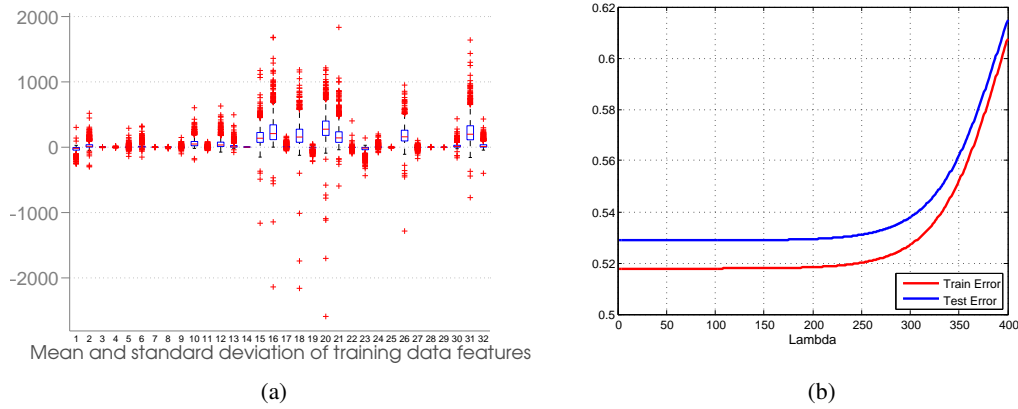 2000
1000
0
-1000
-2000
1 2 3 4 5 6 7 8 9 10 11 12 13 14 15 16 17 18 19 20 21 22 23 24 25 26 27 28 29 30 31 32
Mean and standard deviation of training data features
(a)
0.62
0.6
0.58
0.56
0.54
0.52
0.5
0 50 100 150 200 250 300 350 400
Lambda
Train Error
Test Error
(b)